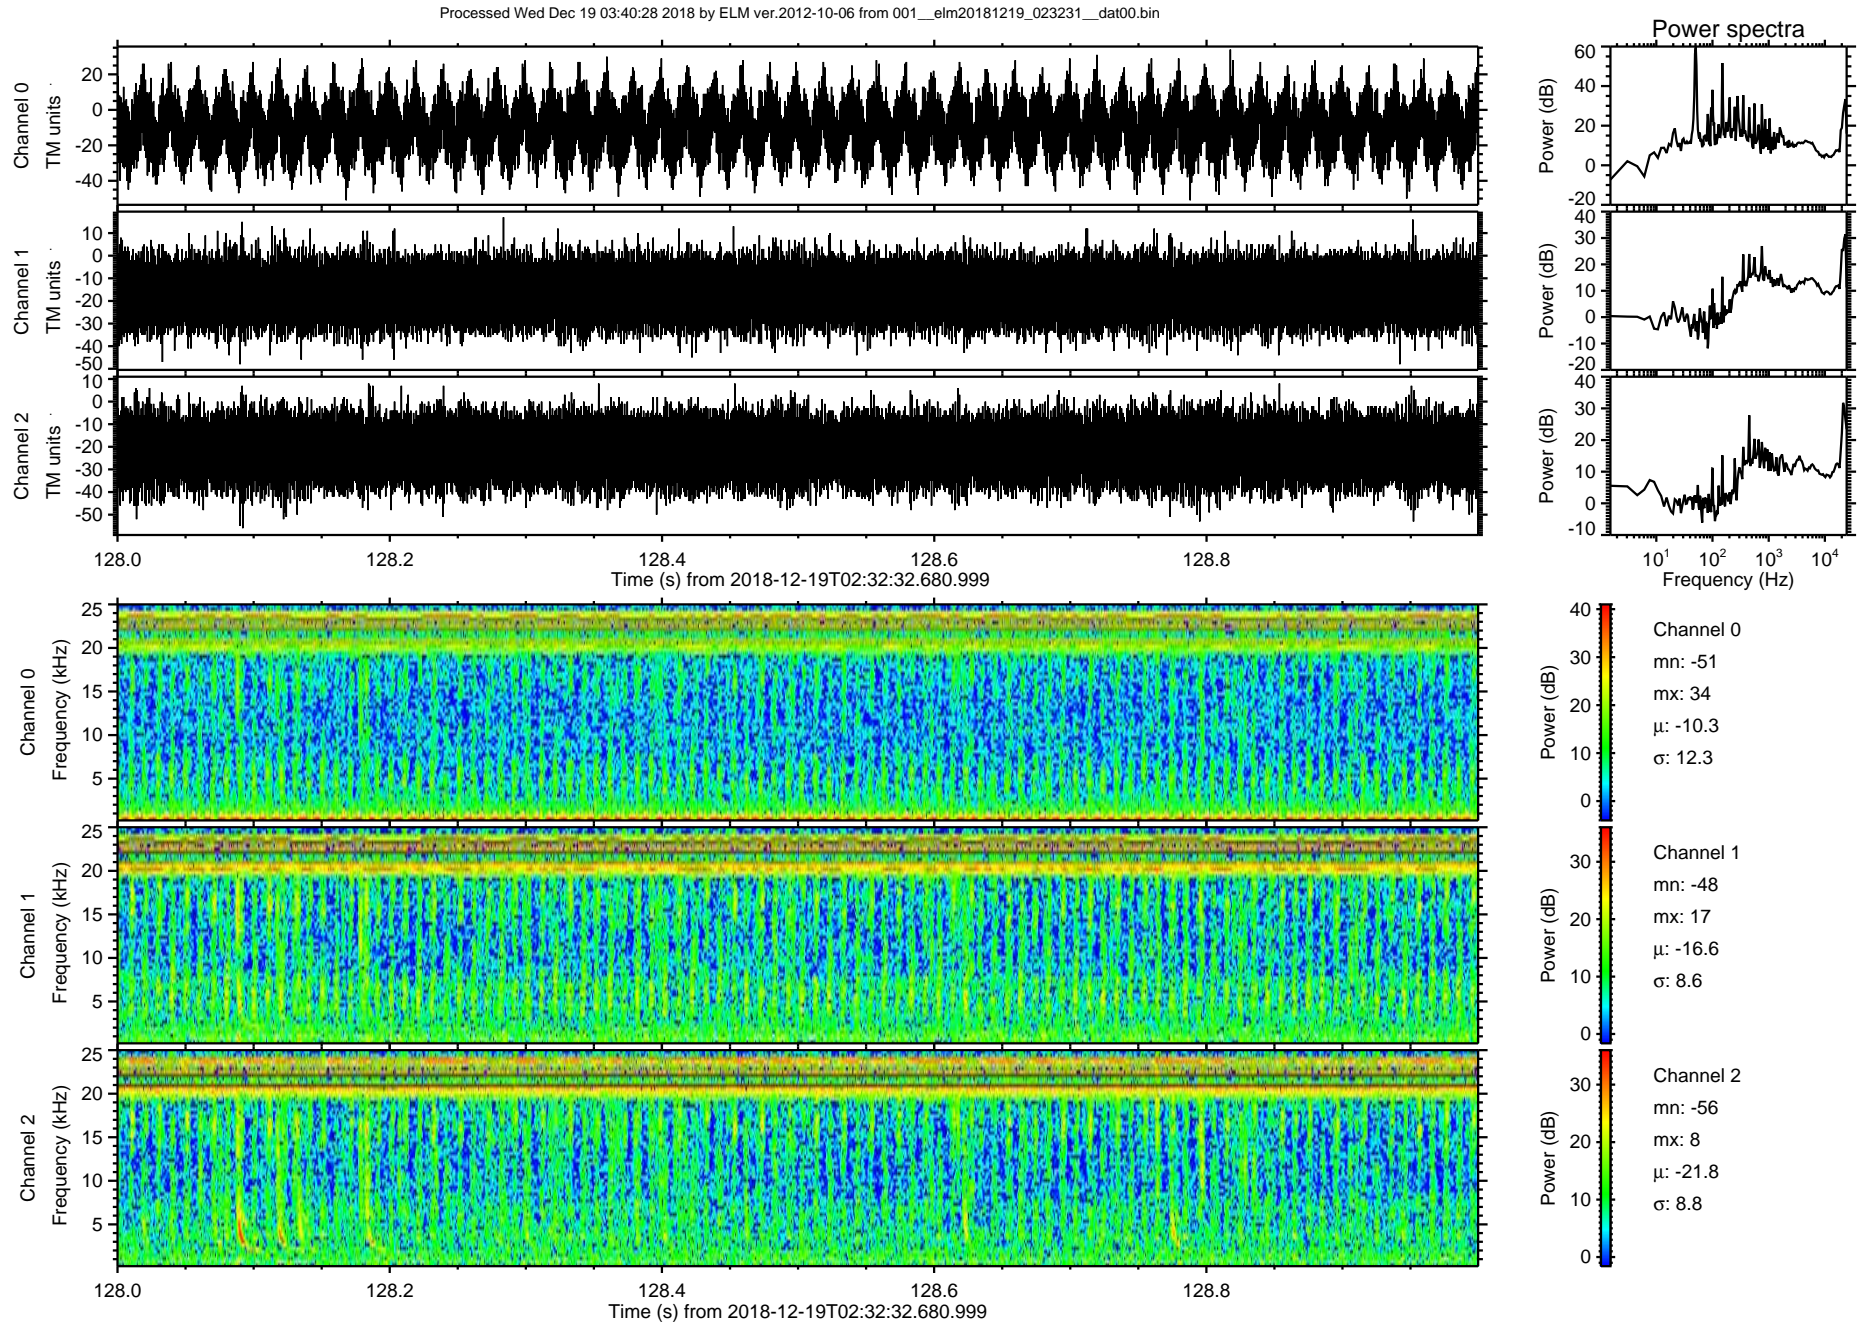 Processed Wed Dec 19 03:40:28 2018 by ELM ver.2012-10-06 from 001__elm20181219_023231__dat00.bin
Power spectra
Channel 0
TM units
20
0
-20
-40
Power (dB)
60
40
20
0
-20
Channel 1
TM units
10
0
-10
-20
-30
-40
-50
Power (dB)
40
30
20
10
0
-10
-20
Channel 2
TM units
10
0
-10
-20
-30
-40
-50
Power (dB)
40
30
20
10
0
-10
128.0 128.2 128.4 128.6 128.8
Time (s) from 2018-12-19T02:32:32.680.999
10¹ 10² 10³ 10⁴
Frequency (Hz)
Channel 0
Frequency (kHz)
25
20
15
10
5
Power (dB)
40
30
20
10
0
Channel 0
mn: -51
mx: 34
µ: -10.3
σ: 12.3
Channel 1
Frequency (kHz)
25
20
15
10
5
Power (dB)
30
20
10
0
Channel 1
mn: -48
mx: 17
µ: -16.6
σ: 8.6
Channel 2
Frequency (kHz)
25
20
15
10
5
Power (dB)
30
20
10
0
Channel 2
mn: -56
mx: 8
µ: -21.8
σ: 8.8
128.0 128.2 128.4 128.6 128.8
Time (s) from 2018-12-19T02:32:32.680.999